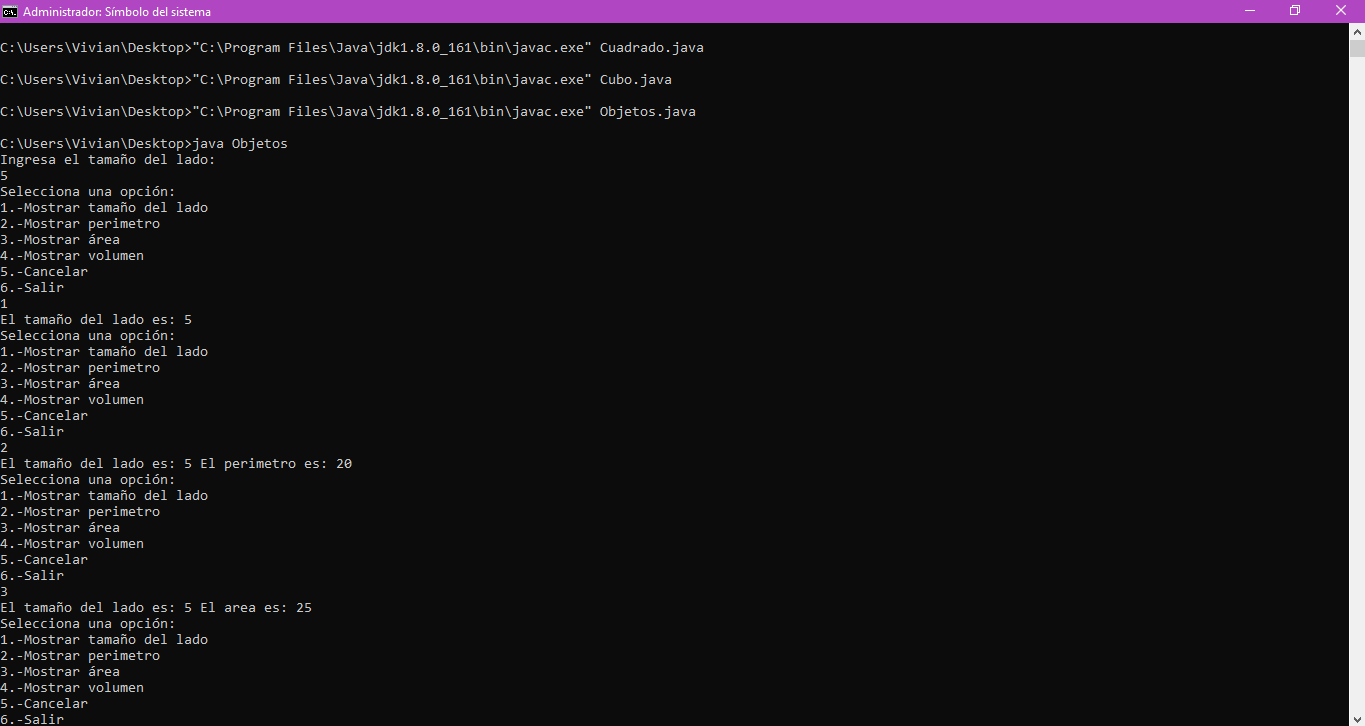 Administrador: Símbolo del sistema
C:\Users\Vivian\Desktop>"C:\Program Files\Java\jdk1.8.0_161\bin\javac.exe" Cuadrado.java
C:\Users\Vivian\Desktop>"C:\Program Files\Java\jdk1.8.0_161\bin\javac.exe" Cubo.java
C:\Users\Vivian\Desktop>"C:\Program Files\Java\jdk1.8.0_161\bin\javac.exe" Objetos.java
C:\Users\Vivian\Desktop>java Objetos
Ingresa el tamaño del lado:
5
Selecciona una opción:
1.-Mostrar tamaño del lado
2.-Mostrar perimetro
3.-Mostrar área
4.-Mostrar volumen
5.-Cancelar
6.-Salir
1
El tamaño del lado es: 5
Selecciona una opción:
1.-Mostrar tamaño del lado
2.-Mostrar perimetro
3.-Mostrar área
4.-Mostrar volumen
5.-Cancelar
6.-Salir
2
El tamaño del lado es: 5 El perimetro es: 20
Selecciona una opción:
1.-Mostrar tamaño del lado
2.-Mostrar perimetro
3.-Mostrar área
4.-Mostrar volumen
5.-Cancelar
6.-Salir
3
El tamaño del lado es: 5 El area es: 25
Selecciona una opción:
1.-Mostrar tamaño del lado
2.-Mostrar perimetro
3.-Mostrar área
4.-Mostrar volumen
5.-Cancelar
6.-Salir